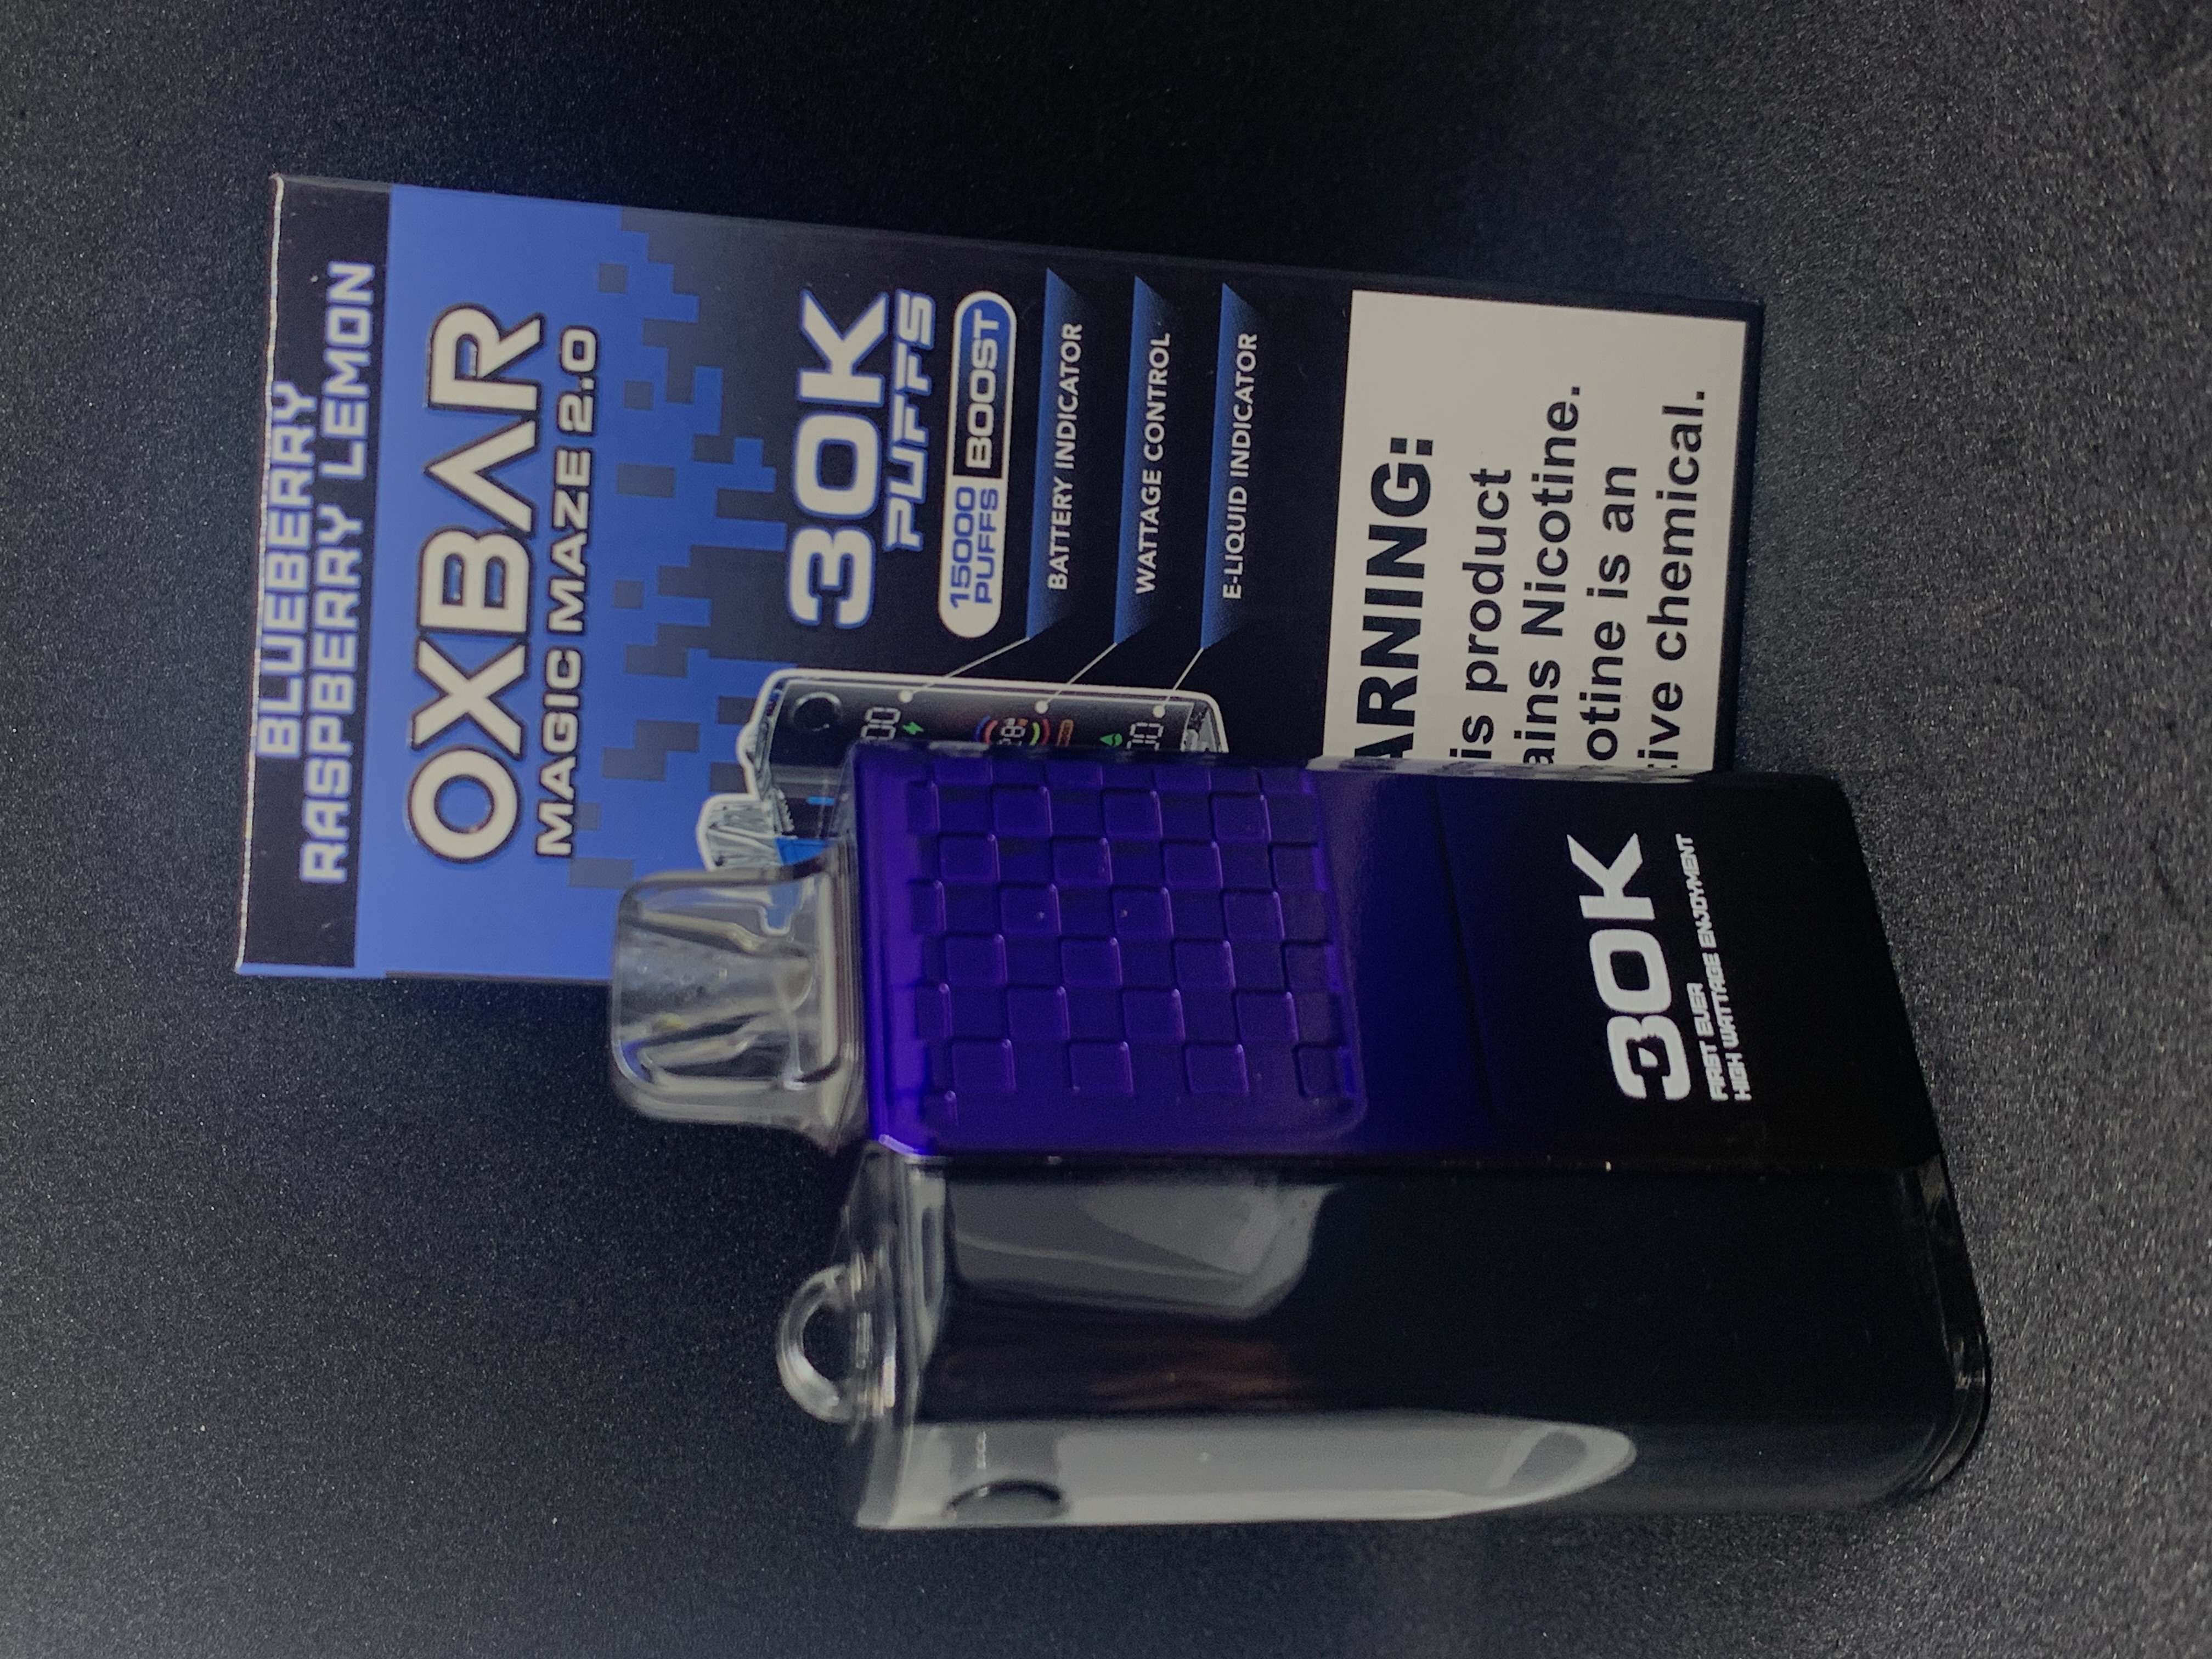 BLUEBERRY
RASPBERRY LEMON
OXBAR
MAGIC MAZE 2.0
30K
PUFFS
15000
PUFFS
BOOST
BATTERY INDICATOR
WATTAGE CONTROL
E-LIQUID INDICATOR
ARNING:
is product
ains Nicotine.
otine is an
tive chemical.
30K
FIRST EVER
HIGH WATTAGE ENJOYMENT